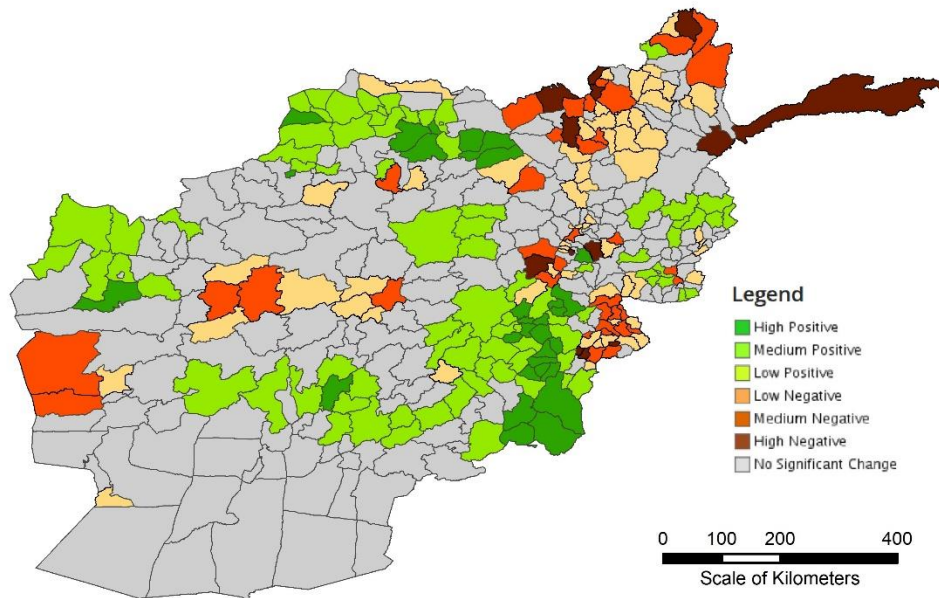 Legend
High Positive
Medium Positive
Low Positive
Low Negative
Medium Negative
High Negative
No Significant Change
0 100 200 400
Scale of Kilometers